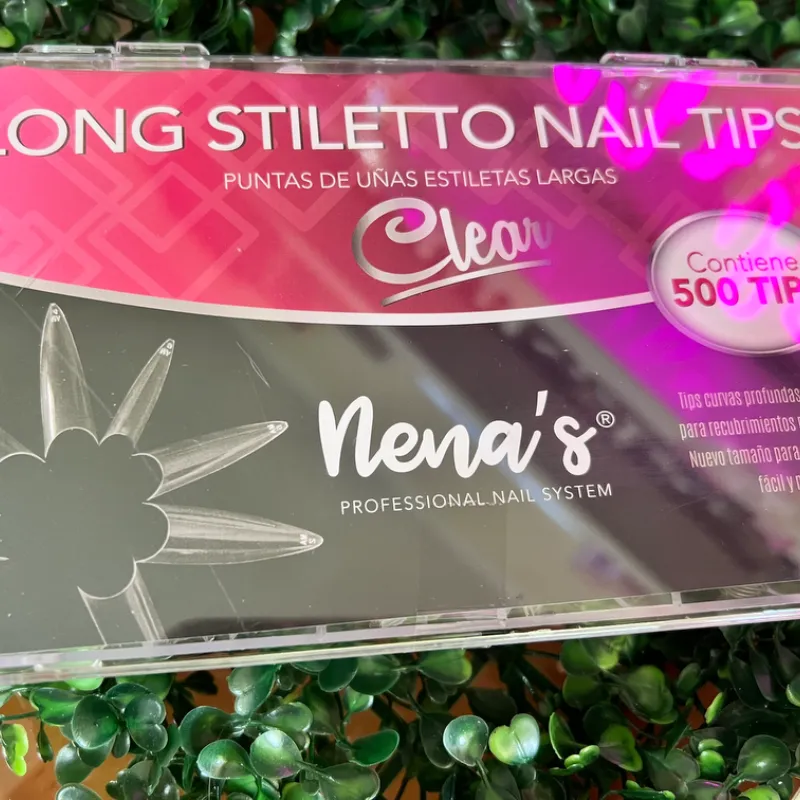 LONG STILETTO NAIL TIPS
PUNTAS DE UÑAS ESTILETAS LARGAS
Clear
Contiene
500 TIP
Nena's®
PROFESSIONAL NAIL SYSTEM
Tips curvas profundas
para recubrimientos
Nuevo tamaño para
fácil y